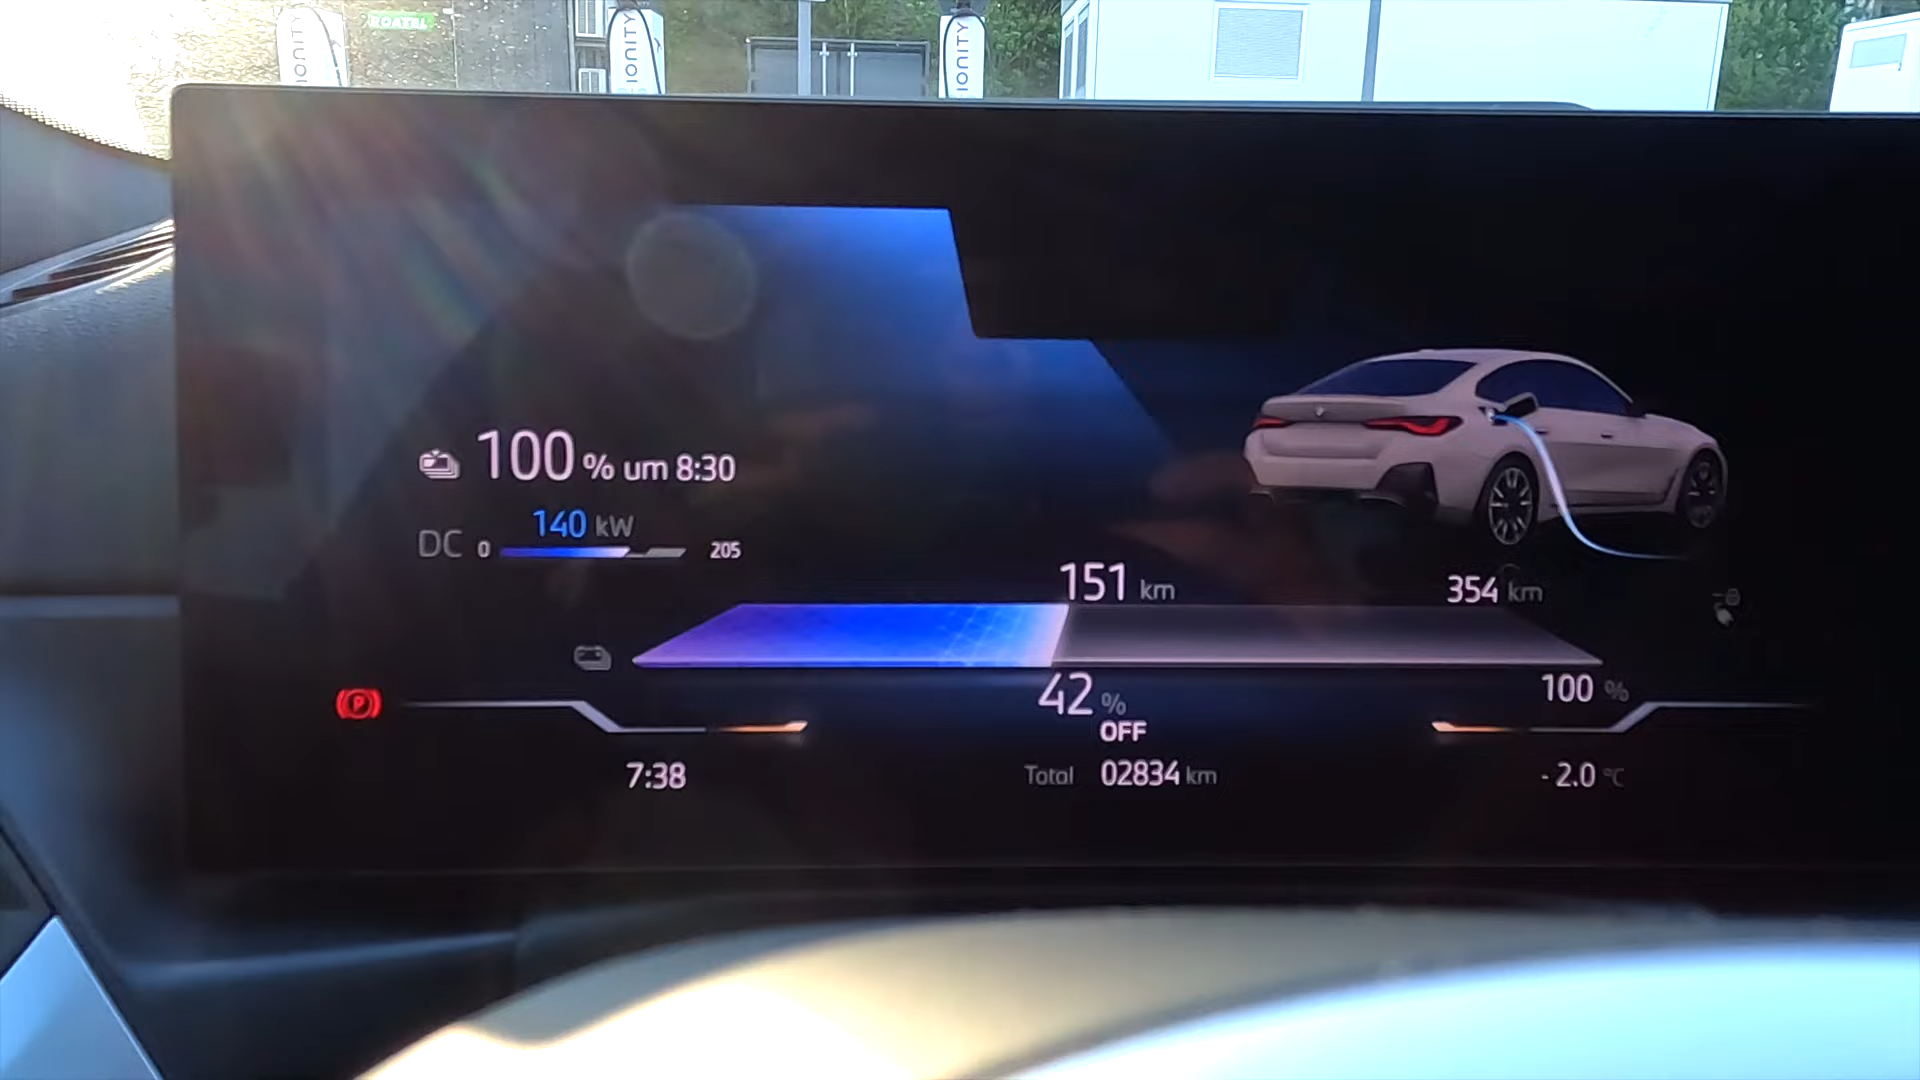 IONITY
ROATEL
IONITY
IONITY
100 % um 8:30
140 kW
DC 0 205
151 km 354 km
42 % 100 %
OFF
7:38 Total 02834 km - 2.0 °C